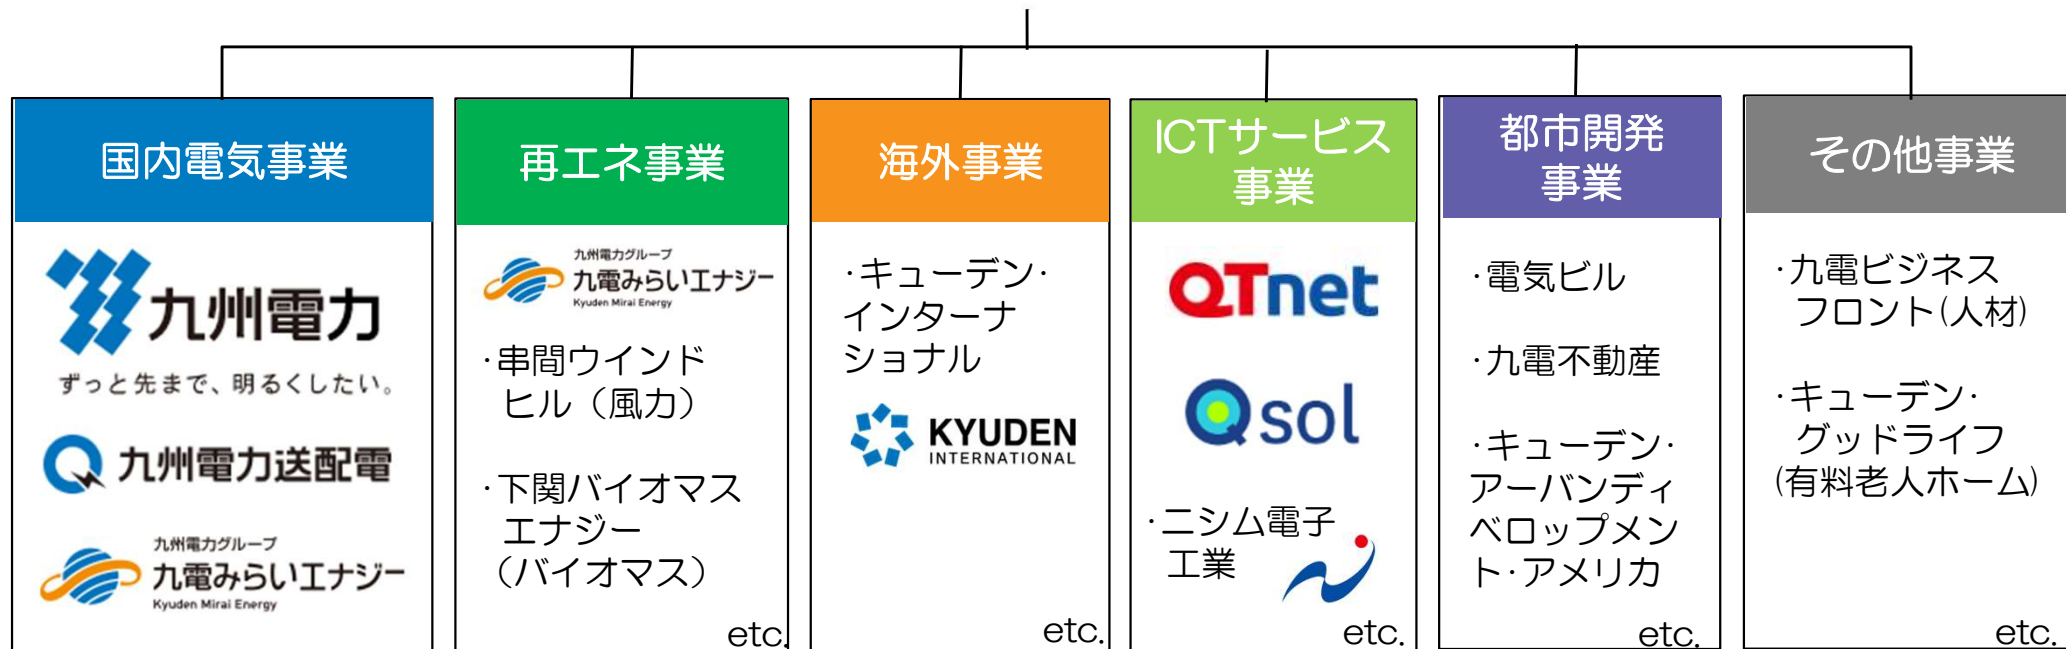 国内電気事業
九州電力
ずっと先まで、明るくしたい。
九州電力送配電
九州電力グループ
九電みらいエナジー
Kyuden Mirai Energy
再エネ事業
九州電力グループ
九電みらいエナジー
Kyuden Mirai Energy
・串間ウインド
ヒル（風力）
・下関バイオマス
エナジー
（バイオマス）
etc.
海外事業
・キューデン・
インターナ
ショナル
KYUDEN
INTERNATIONAL
etc.
ICTサービス
事業
QTnet
Qsol
・ニシム電子
工業
etc.
都市開発
事業
・電気ビル
・九電不動産
・キューデン・
アーバンディ
ベロップメン
ト・アメリカ
etc.
その他事業
・九電ビジネス
フロント(人材)
・キューデン・
グッドライフ
(有料老人ホーム)
etc.